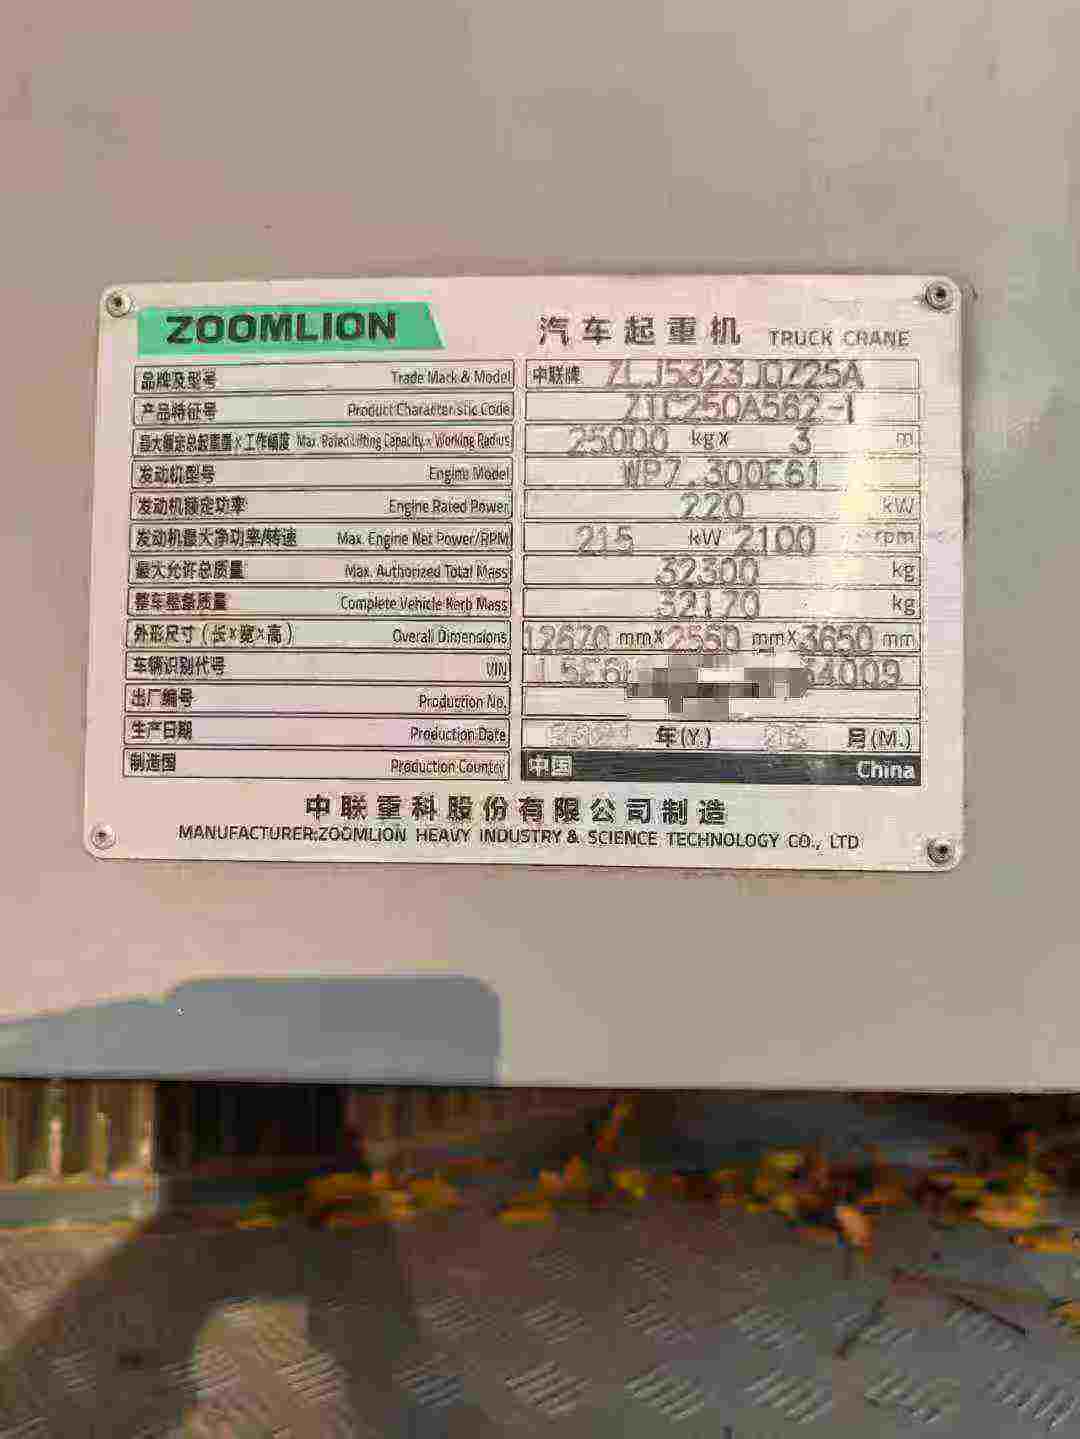 ZOOMLION 汽车起重机 TRUCK CRANE
品牌及型号 Trade Mack & Model 中联牌 ZLJ5323JQZ25A
产品特征号 Product Characteristic Code ZTC250A562-1
最大额定总起重量×工作幅度 Max. Rated Lifting Capacity × Working Radius 25000 kg× 3 m
发动机型号 Engine Model WP7.300E61
发动机额定功率 Engine Rated Power 220 kW
发动机最大净功率/转速 Max. Engine Net Power/RPM 215 kW 2100 rpm
最大允许总质量 Max. Authorized Total Mass 32300 kg
整车整备质量 Complete Vehicle Kerb Mass 32170 kg
外形尺寸(长×宽×高) Overall Dimensions 12670 mm× 2550 mm× 3650 mm
车辆识别代号 VIN 4009
出厂编号 Production No.
生产日期 Production Date 年(Y.) 月(M.)
制造国 Production Country 中国 China
中联重科股份有限公司制造
MANUFACTURER:ZOOMLION HEAVY INDUSTRY & SCIENCE TECHNOLOGY CO., LTD